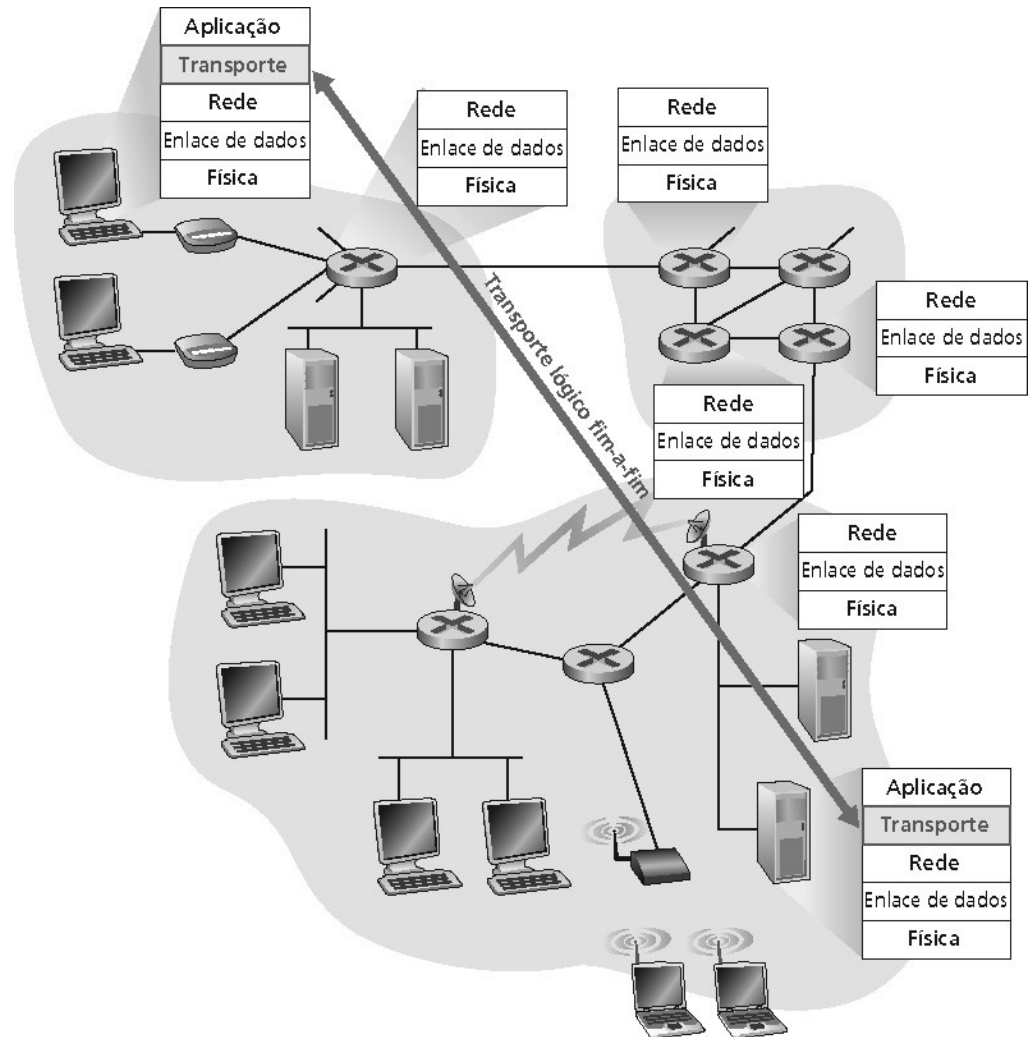 Aplicação
Transporte
Rede
Enlace de dados
Física
Rede
Enlace de dados
Física
Rede
Enlace de dados
Física
Rede
Enlace de dados
Física
Transporte lógico fim-a-fim
Rede
Enlace de dados
Física
Rede
Enlace de dados
Física
Aplicação
Transporte
Rede
Enlace de dados
Física